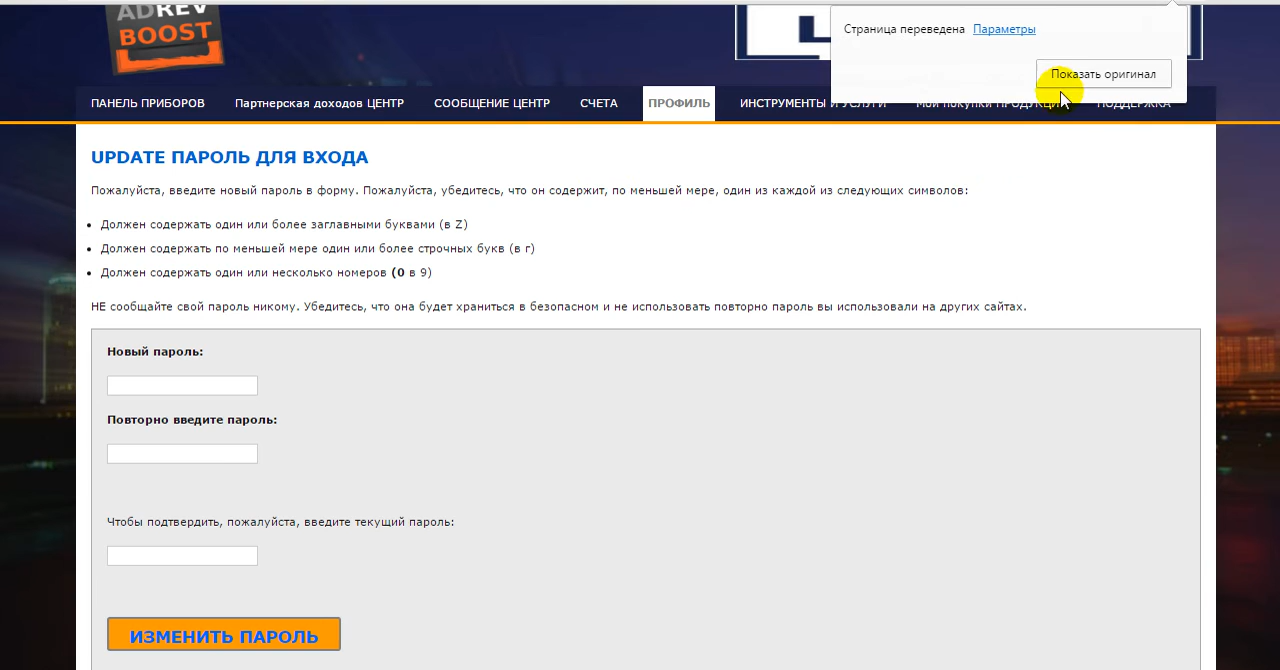 ADREV
BOOST
Страница переведена Параметры
Показать оригинал
ПАНЕЛЬ ПРИБОРОВ Партнерская доходов ЦЕНТР СООБЩЕНИЕ ЦЕНТР СЧЕТА ПРОФИЛЬ ИНСТРУМЕНТЫ И УСЛУГИ Мои покупки ПРОДУКЦИИ ПОДДЕРЖКА
UPDATE ПАРОЛЬ ДЛЯ ВХОДА
Пожалуйста, введите новый пароль в форму. Пожалуйста, убедитесь, что он содержит, по меньшей мере, один из каждой из следующих символов:
• Должен содержать один или более заглавными буквами (в Z)
• Должен содержать по меньшей мере один или более строчных букв (в г)
• Должен содержать один или несколько номеров (0 в 9)
НЕ сообщайте свой пароль никому. Убедитесь, что она будет храниться в безопасном и не использовать повторно пароль вы использовали на других сайтах.
Новый пароль:
Повторно введите пароль:
Чтобы подтвердить, пожалуйста, введите текущий пароль:
ИЗМЕНИТЬ ПАРОЛЬ